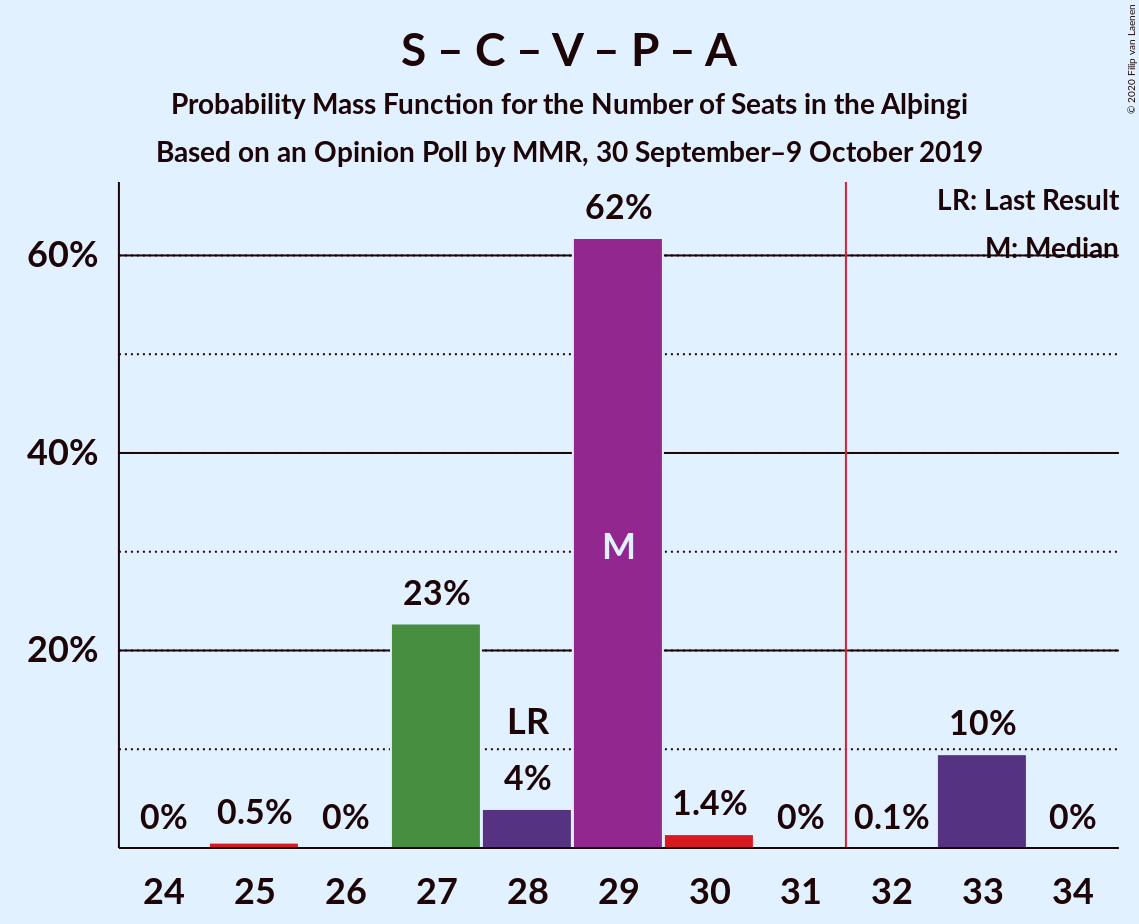 S – C – V – P – A
Probability Mass Function for the Number of Seats in the Alþingi
Based on an Opinion Poll by MMR, 30 September–9 October 2019
© 2020 Filip van Laenen
LR: Last Result
M: Median
60%
40%
20%
0%
0.5%
0%
23%
LR
4%
62%
M
1.4%
0%
0.1%
10%
0%
24 25 26 27 28 29 30 31 32 33 34